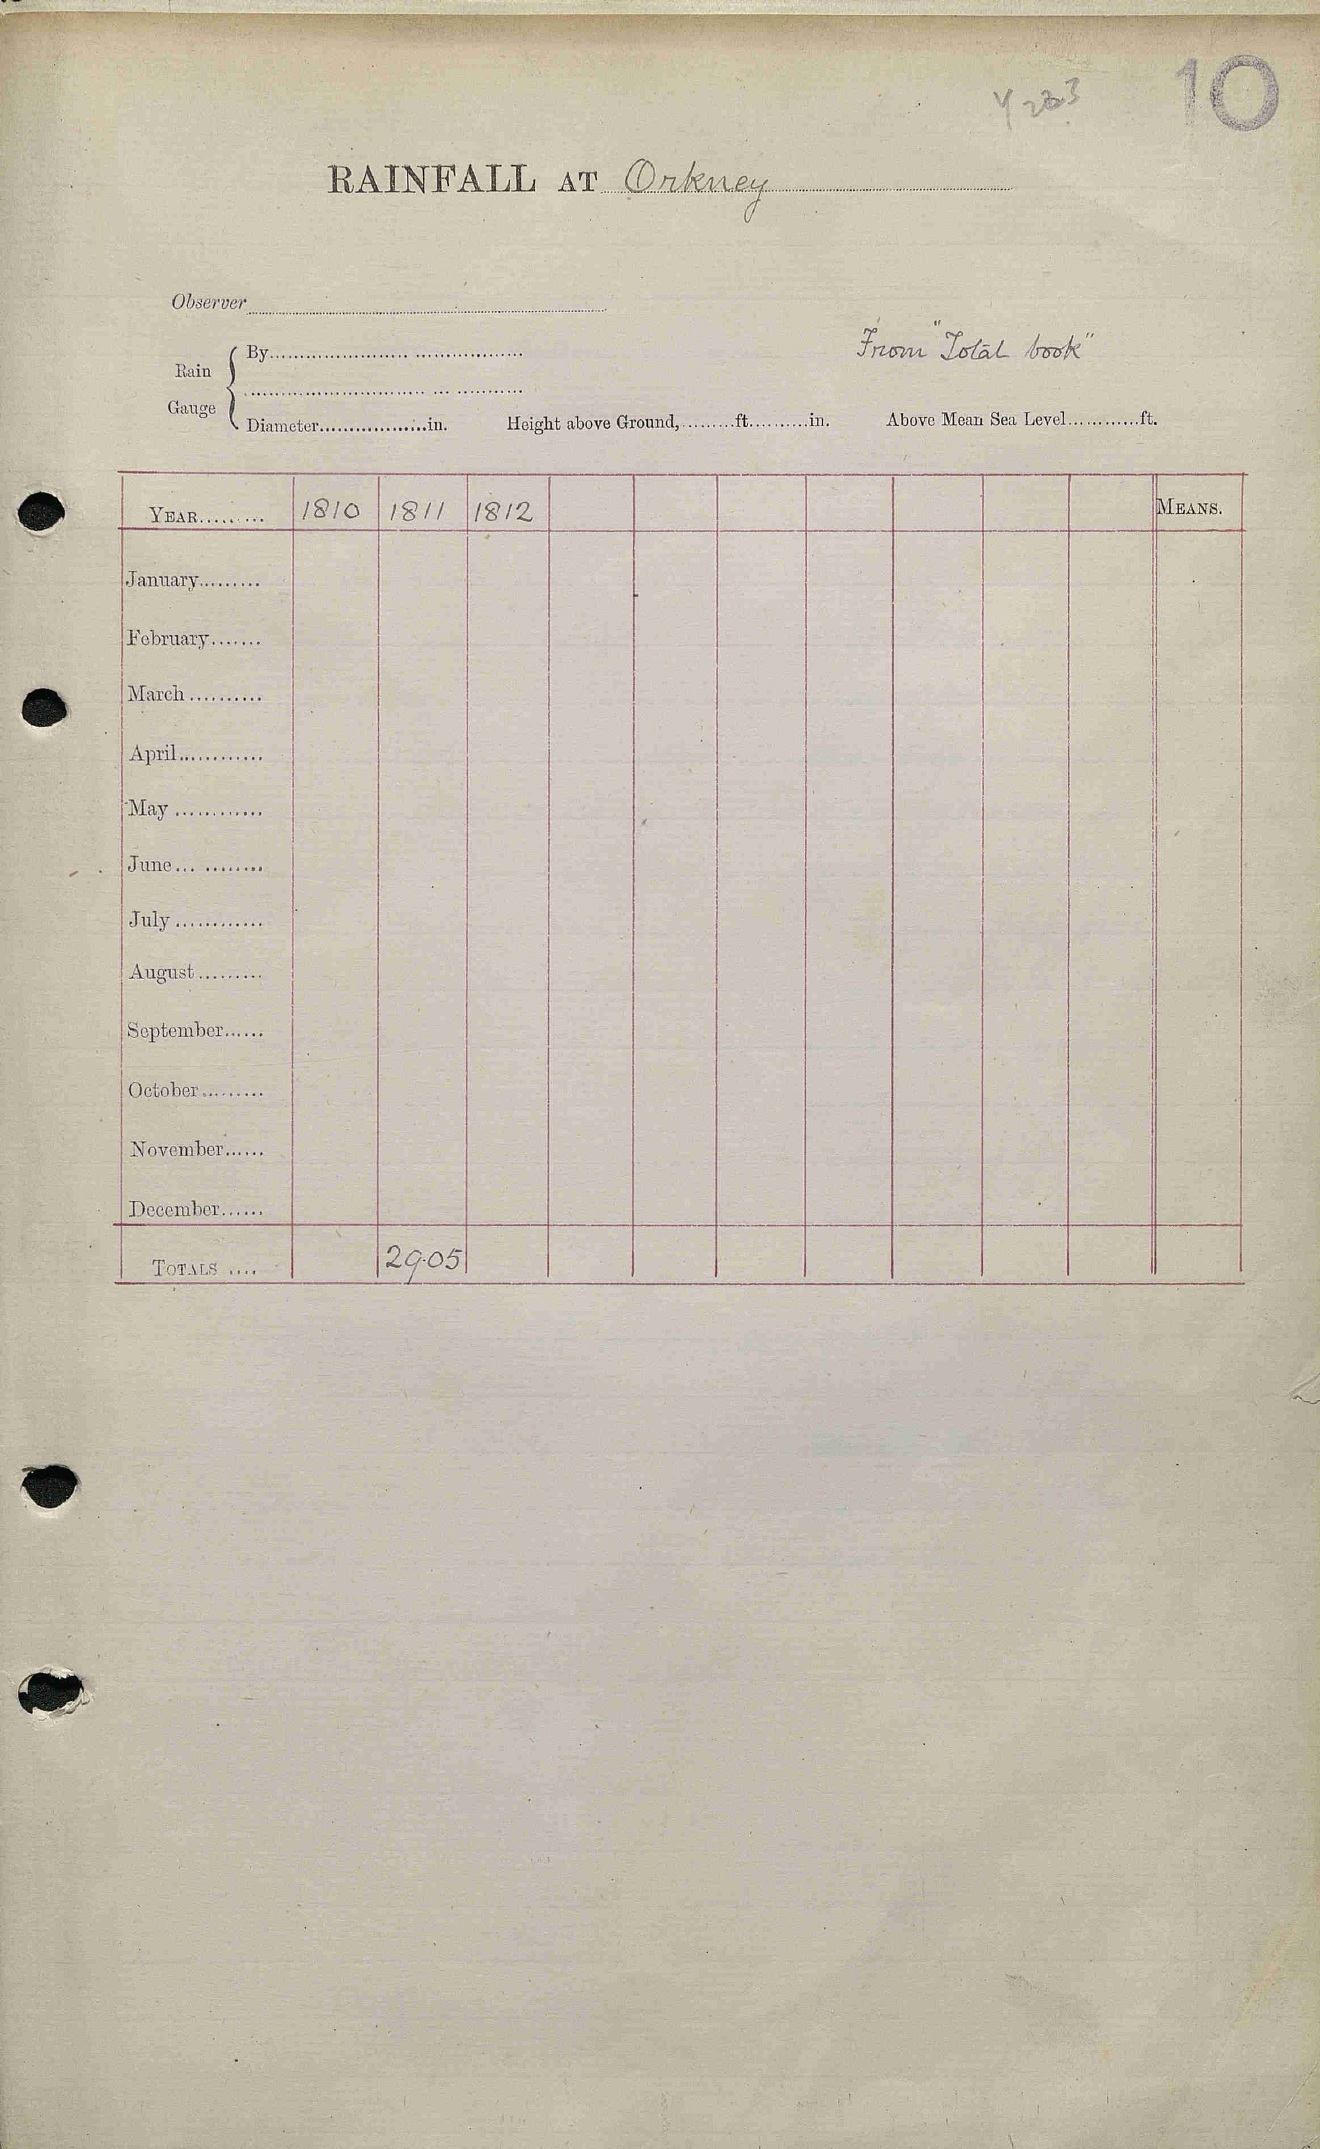 10
RAINFALL AT Orkney
Observer
From "Total book"
Rain Gauge
By
Diameter in. Height above Ground, ft. in. Above Mean Sea Level ft.
YEAR 1810 1811 1812 MEANS.
January
February
March
April
May
June
July
August
September
October
November
December
TOTALS 29.05